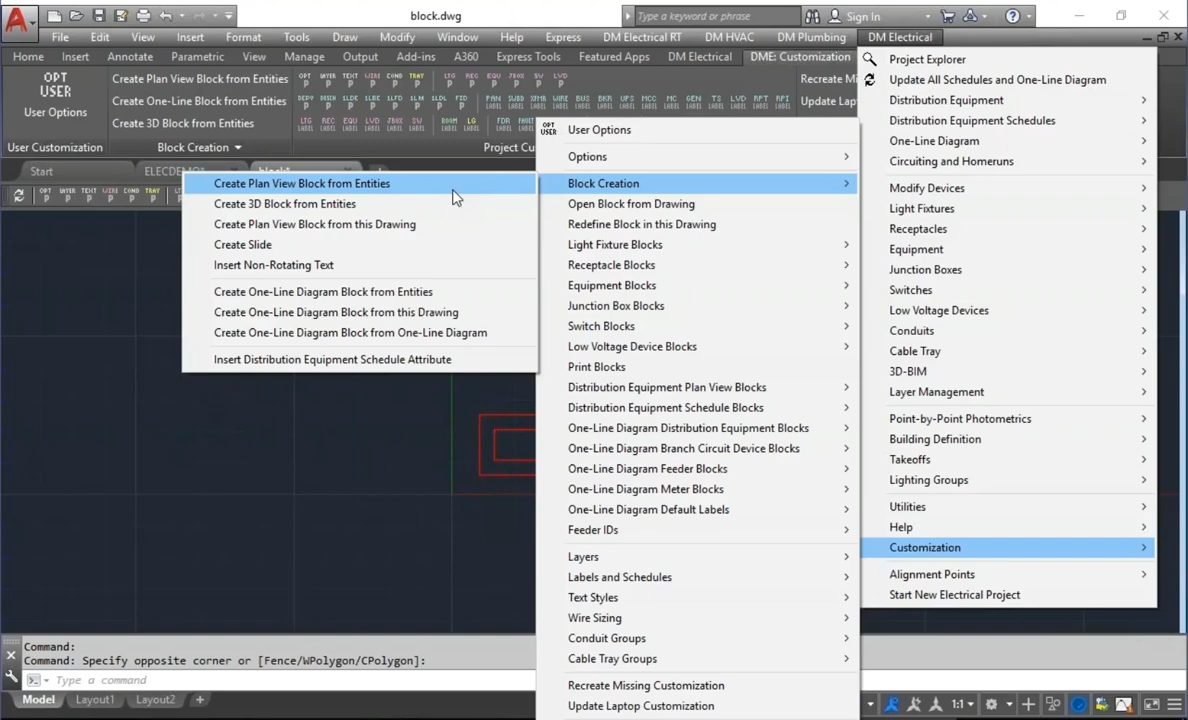 block.dwg
Type a keyword or phrase
Sign In
File Edit View Insert Format Tools Draw Modify Window Help Express DM Electrical RT DM HVAC DM Plumbing DM Electrical
Home Insert Annotate Parametric View Manage Output Add-ins A360 Express Tools Featured Apps DM Electrical DME: Customization
OPT
USER
User Options
User Customization
Create Plan View Block from Entities
Create One-Line Block from Entities
Create 3D Block from Entities
Block Creation
Recreate Mi
Update Lap
Project Cu
Start ELECDEMO block*
Create Plan View Block from Entities
Create 3D Block from Entities
Create Plan View Block from this Drawing
Create Slide
Insert Non-Rotating Text
Create One-Line Diagram Block from Entities
Create One-Line Diagram Block from this Drawing
Create One-Line Diagram Block from One-Line Diagram
Insert Distribution Equipment Schedule Attribute
OPT
USER
User Options
Options
Block Creation
Open Block from Drawing
Redefine Block in this Drawing
Light Fixture Blocks
Receptacle Blocks
Equipment Blocks
Junction Box Blocks
Switch Blocks
Low Voltage Device Blocks
Print Blocks
Distribution Equipment Plan View Blocks
Distribution Equipment Schedule Blocks
One-Line Diagram Distribution Equipment Blocks
One-Line Diagram Branch Circuit Device Blocks
One-Line Diagram Feeder Blocks
One-Line Diagram Meter Blocks
One-Line Diagram Default Labels
Feeder IDs
Layers
Labels and Schedules
Text Styles
Wire Sizing
Conduit Groups
Cable Tray Groups
Recreate Missing Customization
Update Laptop Customization
Project Explorer
Update All Schedules and One-Line Diagram
Distribution Equipment
Distribution Equipment Schedules
One-Line Diagram
Circuiting and Homeruns
Modify Devices
Light Fixtures
Receptacles
Equipment
Junction Boxes
Switches
Low Voltage Devices
Conduits
Cable Tray
3D-BIM
Layer Management
Point-by-Point Photometrics
Building Definition
Takeoffs
Lighting Groups
Utilities
Help
Customization
Alignment Points
Start New Electrical Project
Command:
Command: Specify opposite corner or [Fence/WPolygon/CPolygon]:
Type a command
Model Layout1 Layout2 +
1:1